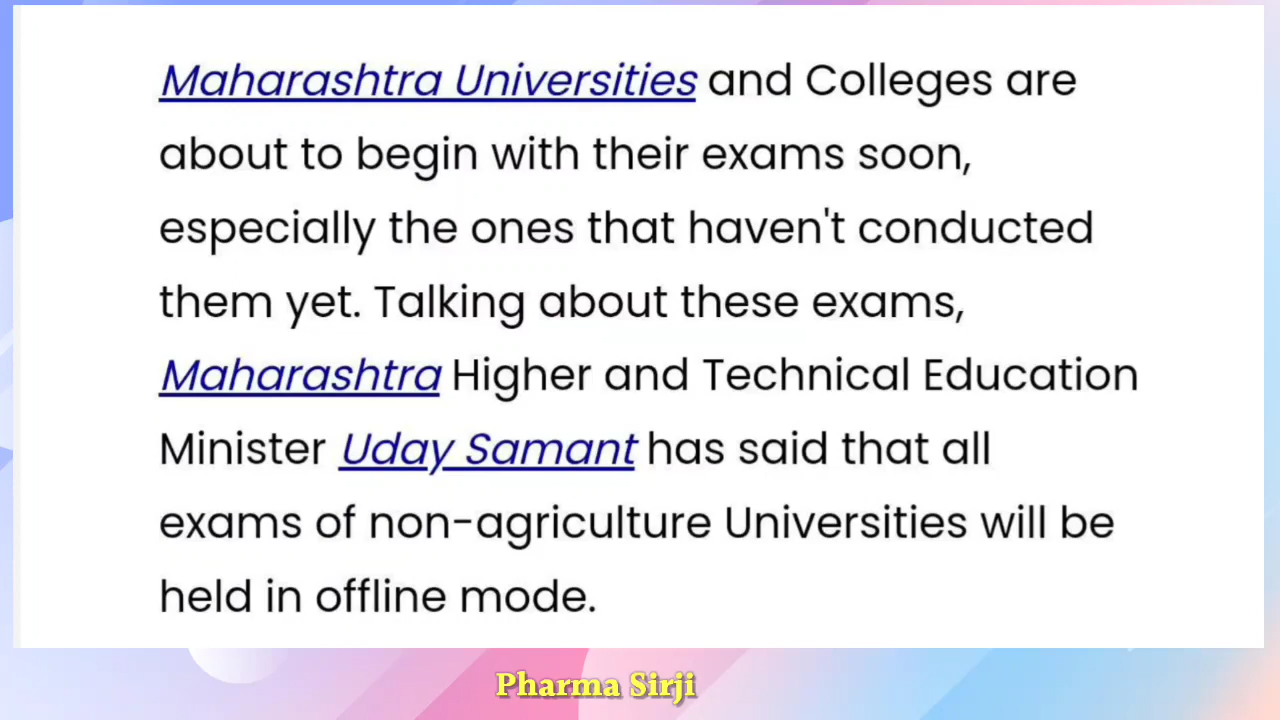 Maharashtra Universities and Colleges are
about to begin with their exams soon,
especially the ones that haven't conducted
them yet. Talking about these exams,
Maharashtra Higher and Technical Education
Minister Uday Samant has said that all
exams of non-agriculture Universities will be
held in offline mode.
Pharma Sirji